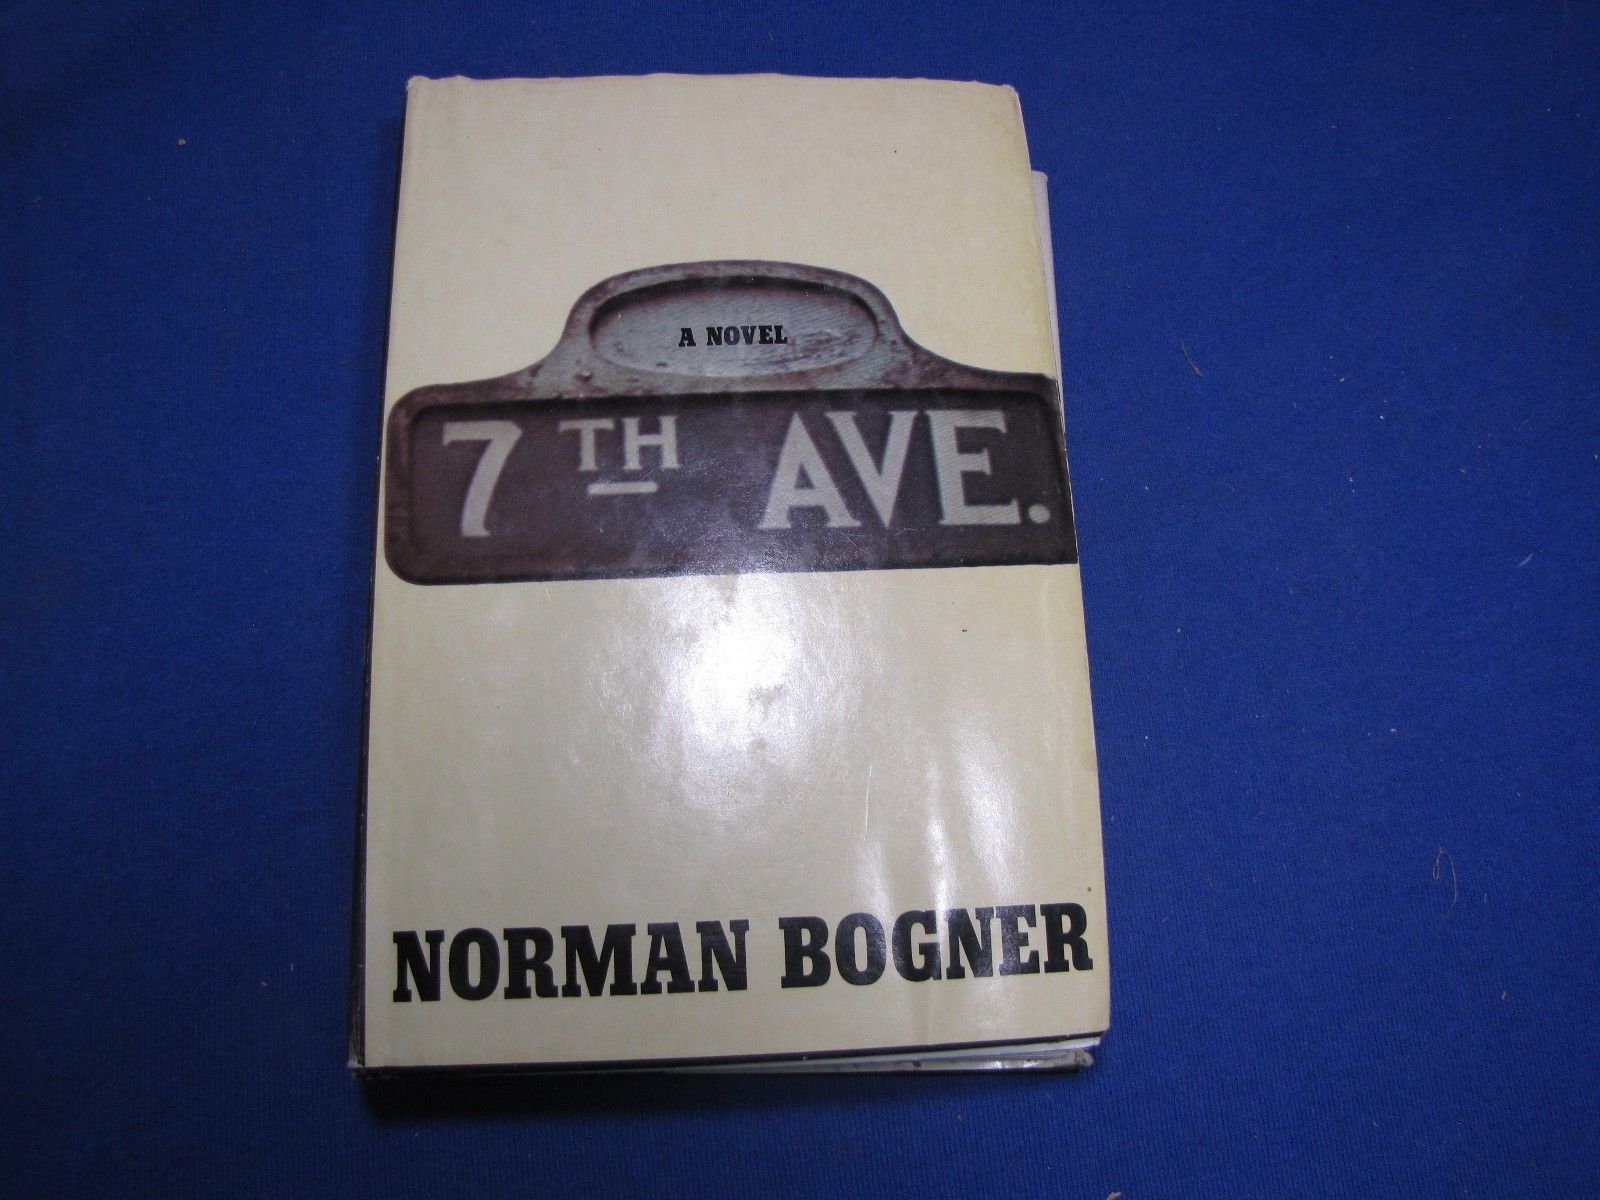 A NOVEL
7TH AVE.
NORMAN BOGNER